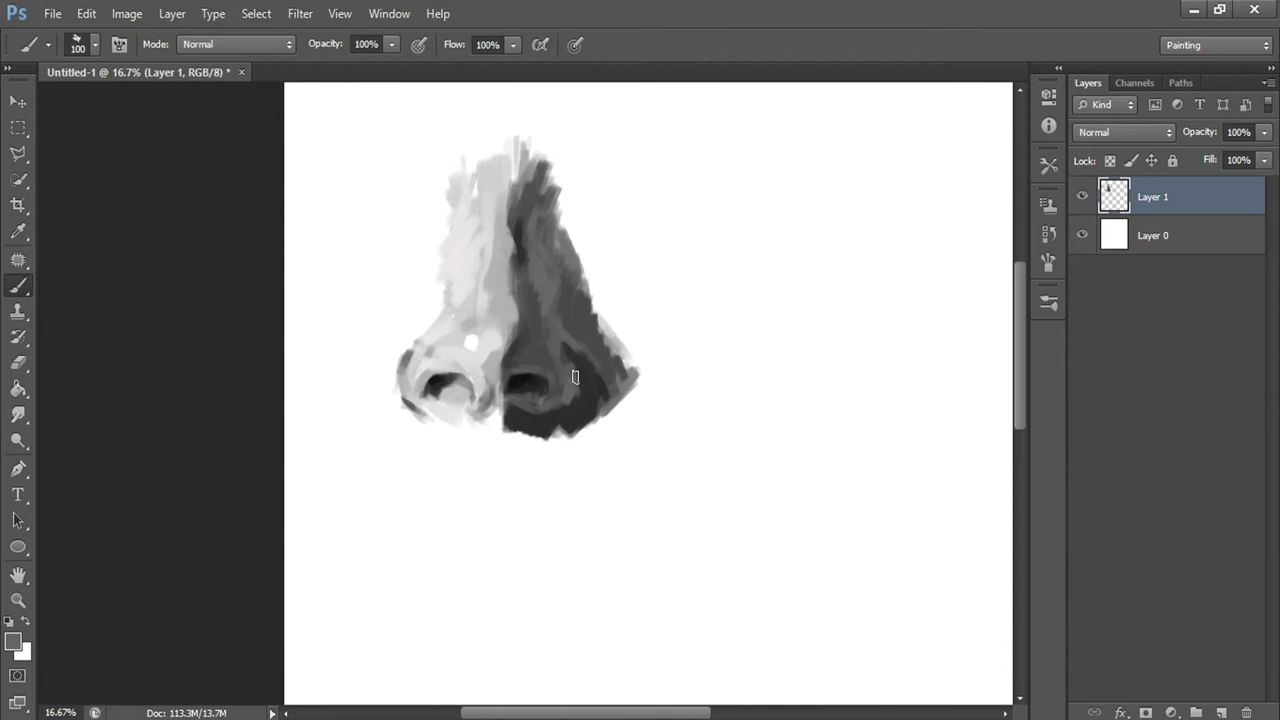 Ps File Edit Image Layer Type Select Filter View Window Help
100 Mode: Normal Opacity: 100% Flow: 100% Painting
Untitled-1 @ 16.7% (Layer 1, RGB/8) * ×
Layers Channels Paths
Kind
Normal Opacity: 100%
Lock: Fill: 100%
Layer 1
Layer 0
16.67% Doc: 113.3M/13.7M